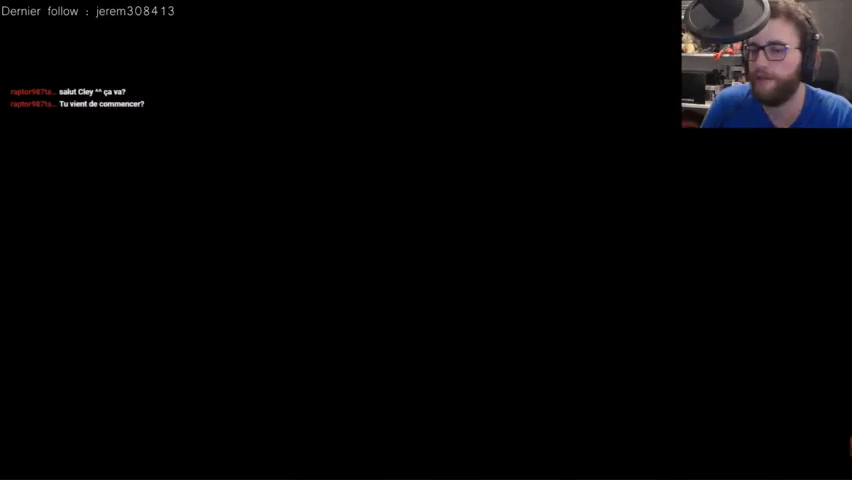 Dernier follow : jerem308413
raptor987ta... salut Cley ^^ ça va?
raptor987ta... Tu vient de commencer?